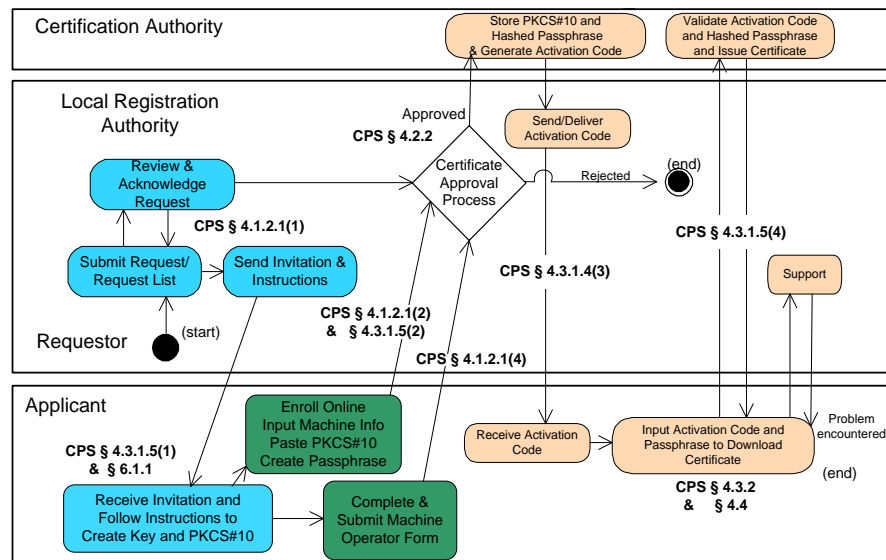 Certification Authority
Store PKCS#10 and
Hashed Passphrase
& Generate Activation Code
Validate Activation Code
and Hashed Passphrase
and Issue Certificate
Local Registration
Authority
Approved
CPS § 4.2.2
Send/Deliver
Activation Code
Review &
Acknowledge
Request
Certificate
Approval
Process
Rejected
(end)
CPS § 4.1.2.1(1)
CPS § 4.3.1.5(4)
Submit Request/
Request List
Send Invitation &
Instructions
CPS § 4.3.1.4(3)
Support
CPS § 4.1.2.1(2)
& § 4.3.1.5(2)
Requestor
(start)
CPS § 4.1.2.1(4)
Applicant
Enroll Online
Input Machine Info
Paste PKCS#10
Create Passphrase
Receive Activation
Code
Input Activation Code and
Passphrase to Download
Certificate
Problem
encountered)
(end)
CPS § 4.3.1.5(1)
& § 6.1.1
CPS § 4.3.2
& § 4.4
Receive Invitation and
Follow Instructions to
Create Key and PKCS#10
Complete &
Submit Machine
Operator Form